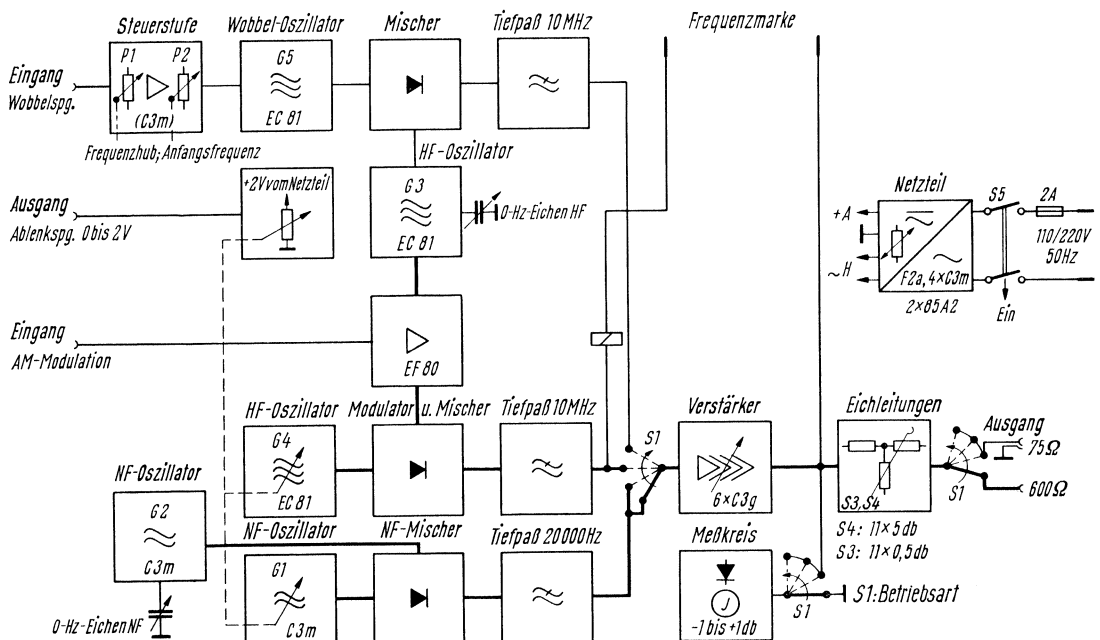 Steuerstufe
Wobbel-Oszillator
Mischer
Tiefpaß 10 MHz
Frequenzmarke
P1
P2
G5
Eingang
Wobbelspg.
(C3m)
EC 81
Frequenzhub; Anfangsfrequenz
HF-Oszillator
+2V vom Netzteil
G3
Netzteil
S5
2A
Ausgang
Ablenkspg. 0 bis 2V
0-Hz-Eichen HF
+A
110/220V
50Hz
EC 81
~H
F2a, 4×C3m
2×85A2
Ein
Eingang
AM-Modulation
EF 80
HF-Oszillator
Modulator u. Mischer
Tiefpaß 10 MHz
Verstärker
Eichleitungen
Ausgang
G4
S1
75Ω
NF-Oszillator
EC 81
6×C3g
S3, S4
S1
600Ω
G2
NF-Oszillator
NF-Mischer
Tiefpaß 20000Hz
Meßkreis
S4: 11×5db
S3: 11×0,5db
C3m
G1
J
S1: Betriebsart
0-Hz-Eichen NF
C3m
-1 bis +1db
S1